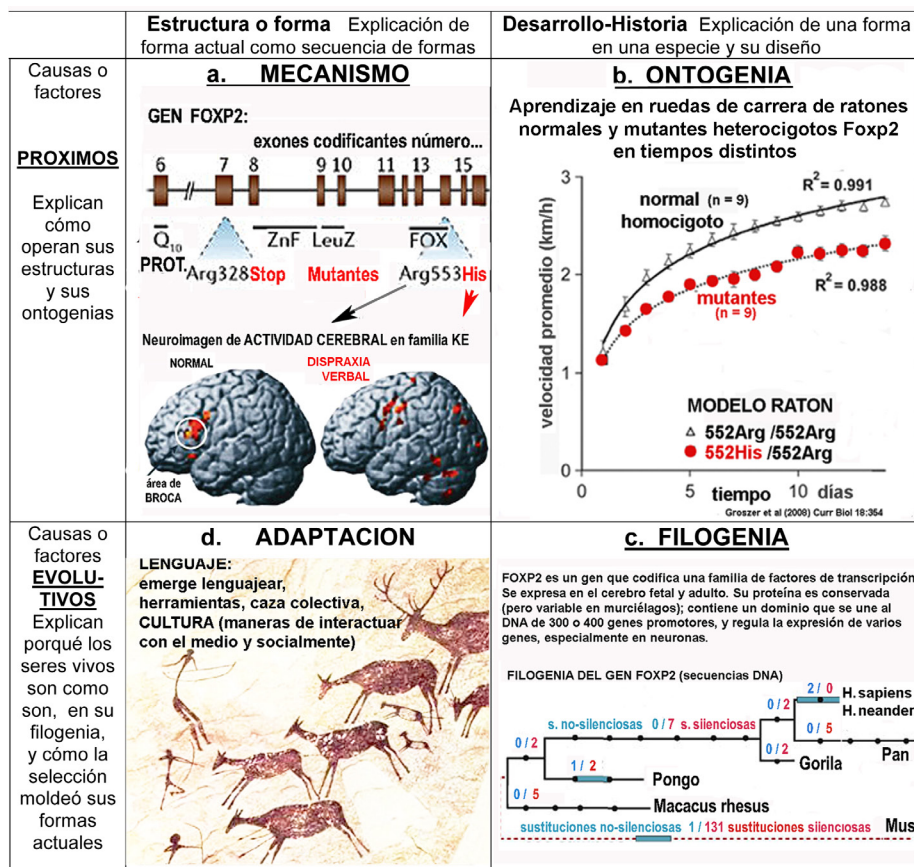 Estructura o forma Explicación de
forma actual como secuencia de formas
Desarrollo-Historia Explicación de una forma
en una especie y su diseño
Causas o
factores
PROXIMOS
Explican
cómo
operan sus
estructuras
y sus
ontogenias
a. MECANISMO
GEN FOXP2:
exones codificantes número...
6 7 8 9 10 11 13 15
Q10 ZnF LeuZ FOX
PROT.
Arg328Stop Mutantes Arg553His
Neuroimagen de ACTIVIDAD CEREBRAL en familia KE
NORMAL
DISPRAXIA
VERBAL
área de
BROCA
b. ONTOGENIA
Aprendizaje en ruedas de carrera de ratones
normales y mutantes heterocigotos Foxp2
en tiempos distintos
velocidad promedio (km/h)
3
2
1
0
normal (n = 9)
homocigoto
R2= 0.991
mutantes
(n = 9)
R2= 0.988
MODELO RATON
552Arg /552Arg
552His /552Arg
0 5 10
tiempo días
Groszer et al (2008) Curr Biol 18:354
Causas o
factores
EVOLU-
TIVOS
Explican
porqué los
seres vivos
son como
son, en su
filogenia,
y cómo la
selección
moldeó sus
formas
actuales
d. ADAPTACION
LENGUAJE:
emerge lenguajear,
herramientas, caza colectiva,
CULTURA (maneras de interactuar
con el medio y socialmente)
c. FILOGENIA
FOXP2 es un gen que codifica una familia de factores de transcripción
Se expresa en el cerebro fetal y adulto. Su proteína es conservada
(pero variable en murciélagos); contiene un dominio que se une al
DNA de 300 o 400 genes promotores, y regula la expresión de varios
genes, especialmente en neuronas.
FILOGENIA DEL GEN FOXP2 (secuencias DNA)
2 / 0
H. sapiens
0 / 2
H. neander
s. no-silenciosas 0 / 7 s. silenciosas
0 / 5
Pan
0 / 2
0 / 2
Gorila
1 / 2
Pongo
0 / 5
Macacus rhesus
sustituciones no-silenciosas 1 / 131 sustituciones silenciosas
Mus